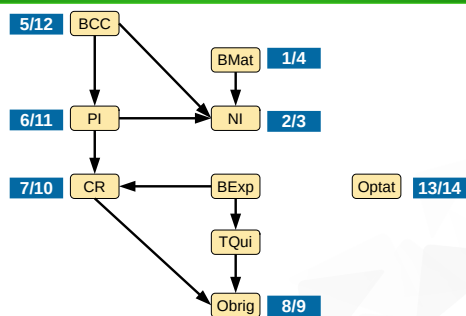 5/12 BCC
BMat 1/4
6/11 PI NI 2/3
7/10 CR BExp Optat 13/14
TQui
Obrig 8/9